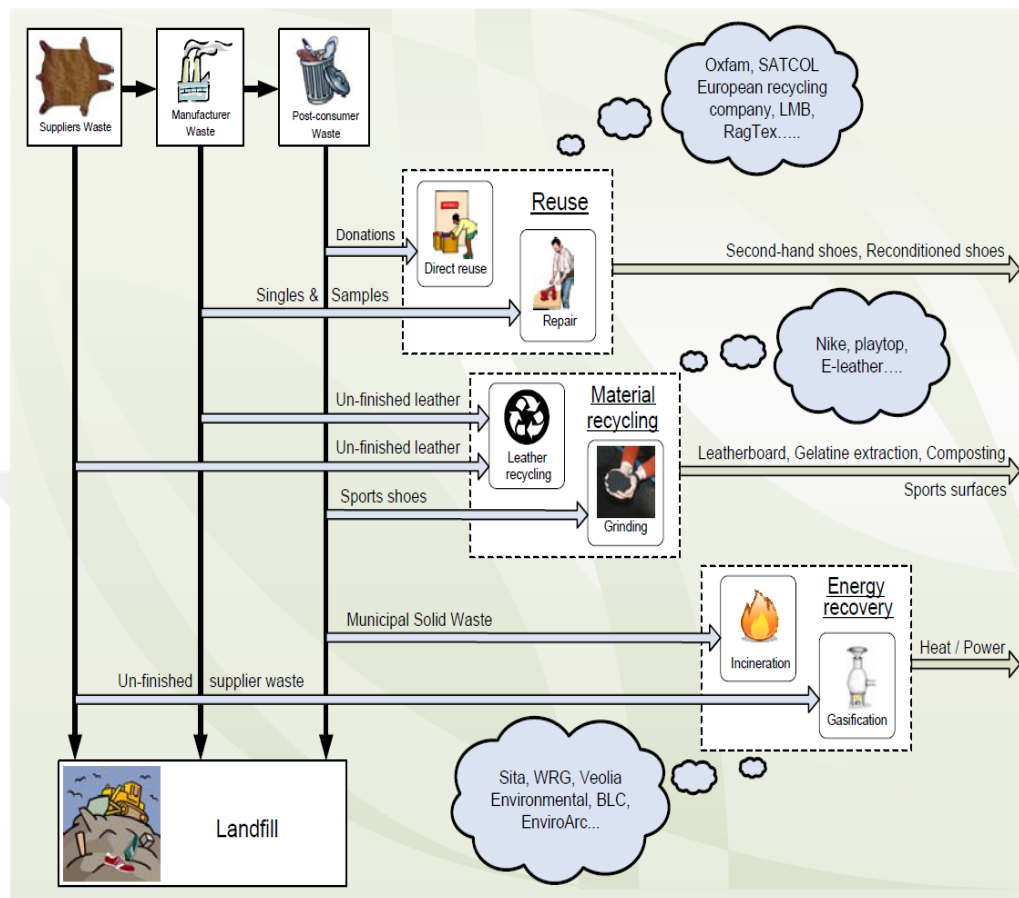 Suppliers Waste
Manufacturer
Waste
Post-consumer
Waste
Oxfam, SATCOL
European recycling
company, LMB,
RagTex.....
Reuse
Donations
Direct reuse
Second-hand shoes, Reconditioned shoes
Singles & Samples
Repair
Nike, playtop,
E-leather....
Material
recycling
Un-finished leather
Un-finished leather
Leather
recycling
Leatherboard, Gelatine extraction, Composting
Sports surfaces
Sports shoes
Grinding
Energy
recovery
Municipal Solid Waste
Incineration
Heat / Power
Un-finished supplier waste
Gasification
Sita, WRG, Veolia
Environmental, BLC,
EnviroArc...
Landfill